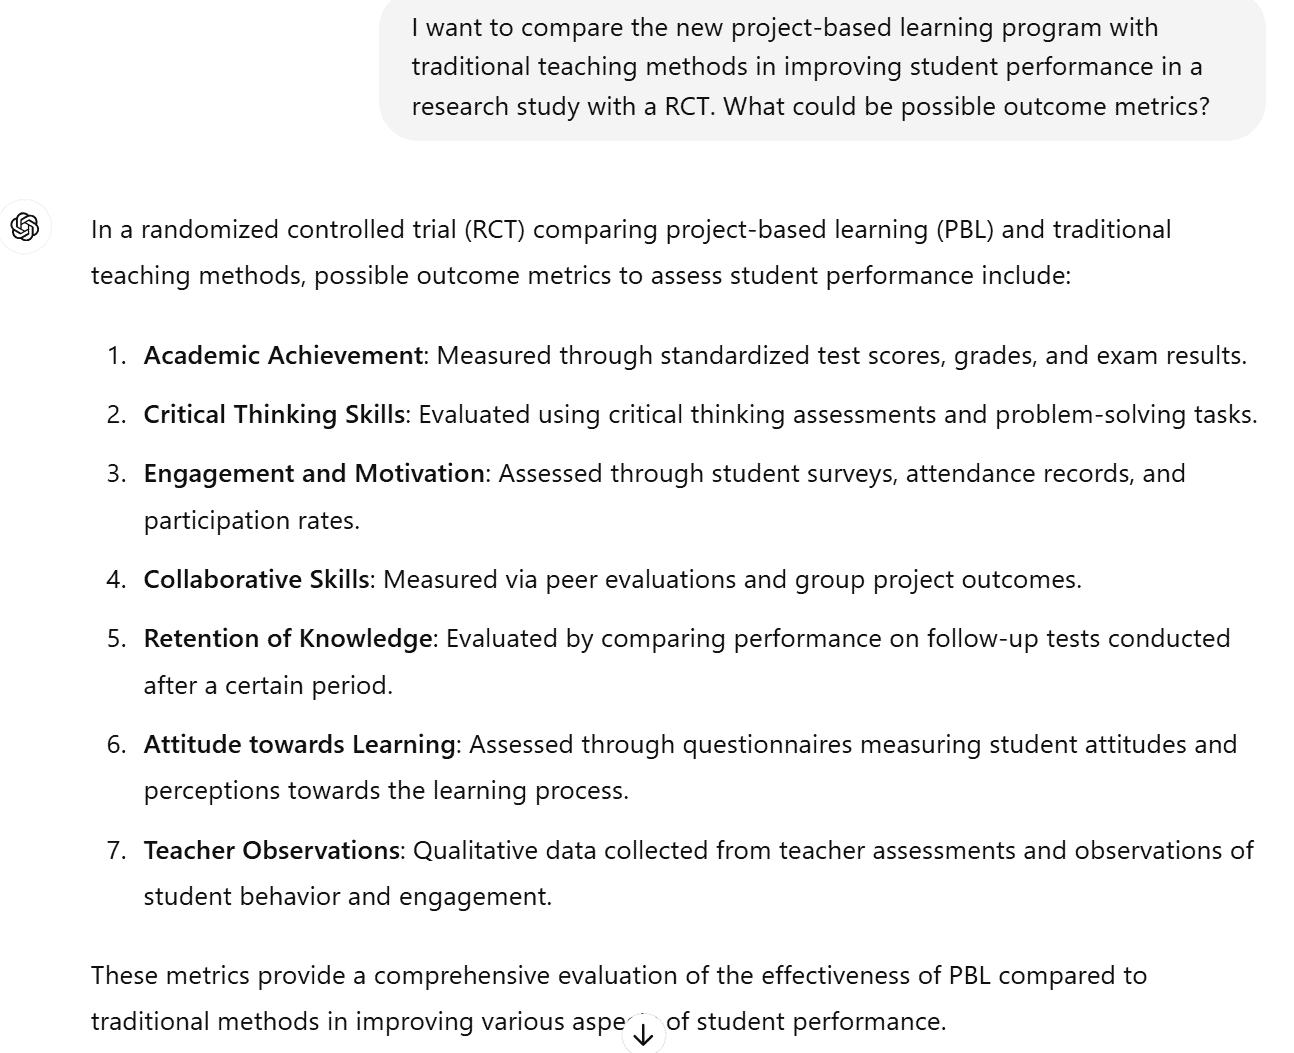 I want to compare the new project-based learning program with
traditional teaching methods in improving student performance in a
research study with a RCT. What could be possible outcome metrics?
In a randomized controlled trial (RCT) comparing project-based learning (PBL) and traditional
teaching methods, possible outcome metrics to assess student performance include:
1. Academic Achievement: Measured through standardized test scores, grades, and exam results.
2. Critical Thinking Skills: Evaluated using critical thinking assessments and problem-solving tasks.
3. Engagement and Motivation: Assessed through student surveys, attendance records, and
participation rates.
4. Collaborative Skills: Measured via peer evaluations and group project outcomes.
5. Retention of Knowledge: Evaluated by comparing performance on follow-up tests conducted
after a certain period.
6. Attitude towards Learning: Assessed through questionnaires measuring student attitudes and
perceptions towards the learning process.
7. Teacher Observations: Qualitative data collected from teacher assessments and observations of
student behavior and engagement.
These metrics provide a comprehensive evaluation of the effectiveness of PBL compared to
traditional methods in improving various of student performance.